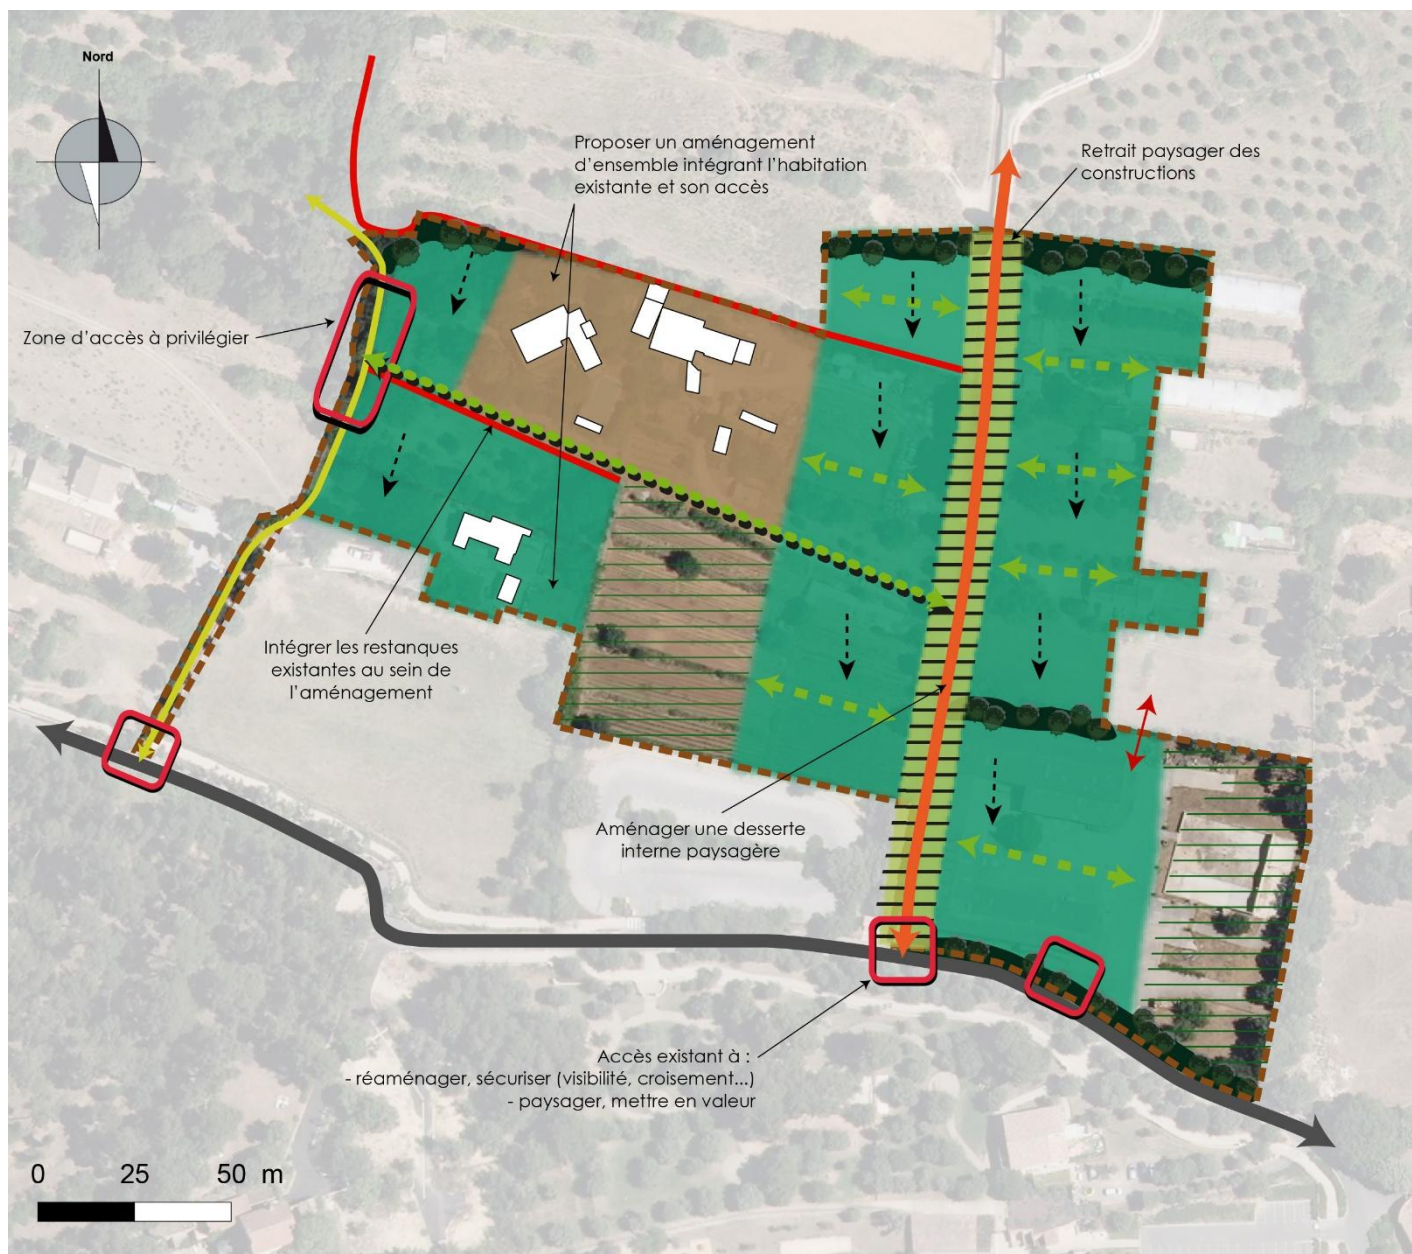 Nord
Proposer un aménagement
d'ensemble intégrant l'habitation
existante et son accès
Retrait paysager des
constructions
Zone d'accès à privilégier
Intégrer les restanques
existantes au sein de
l'aménagement
Aménager une desserte
interne paysagère
Accès existant à :
- réaménager, sécuriser (visibilité, croisement...)
- paysager, mettre en valeur
0 25 50 m